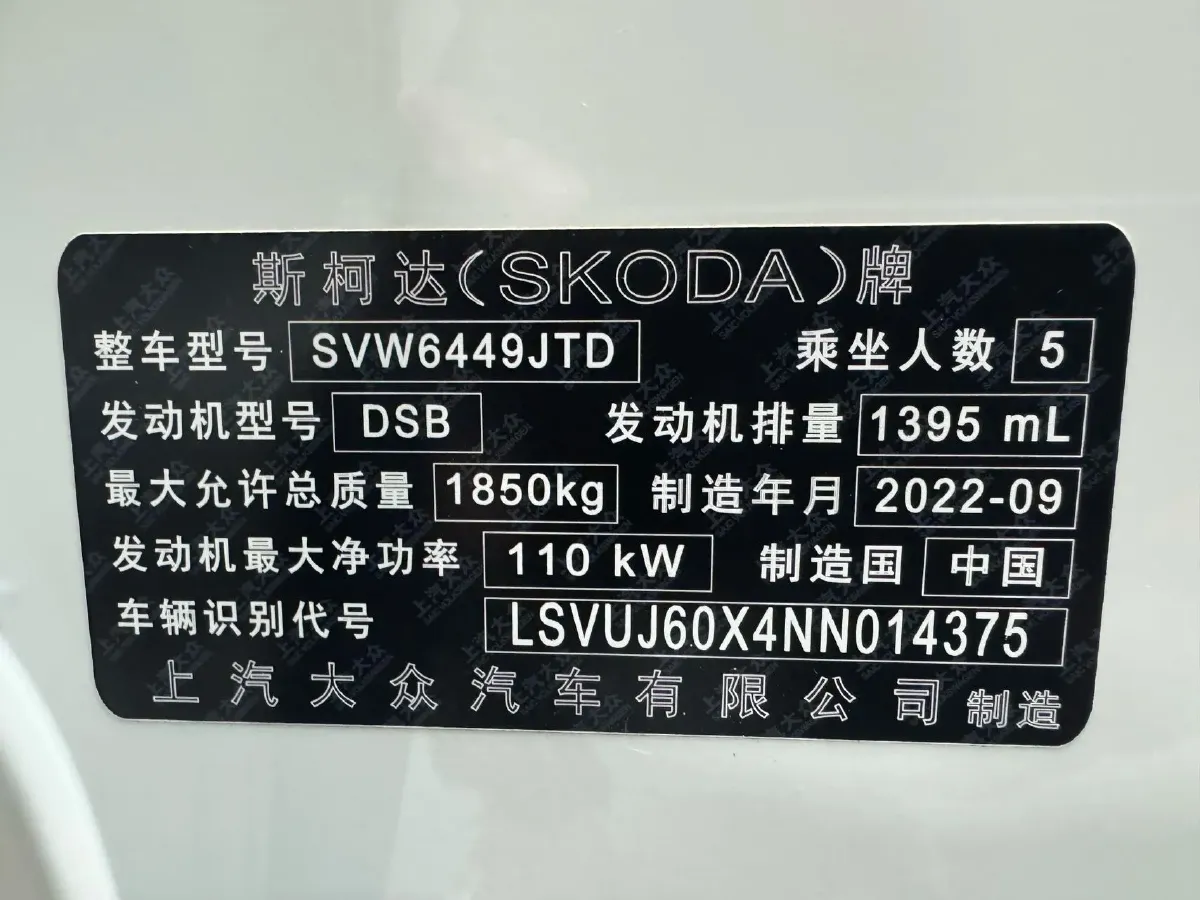 斯柯达(SKODA)牌
整车型号 SVW6449JTD 乘坐人数 5
发动机型号 DSB 发动机排量 1395 mL
最大允许总质量 1850kg 制造年月 2022-09
发动机最大净功率 110 kW 制造国 中国
车辆识别代号 LSVUJ60X4NN014375
上汽大众汽车有限公司 制造